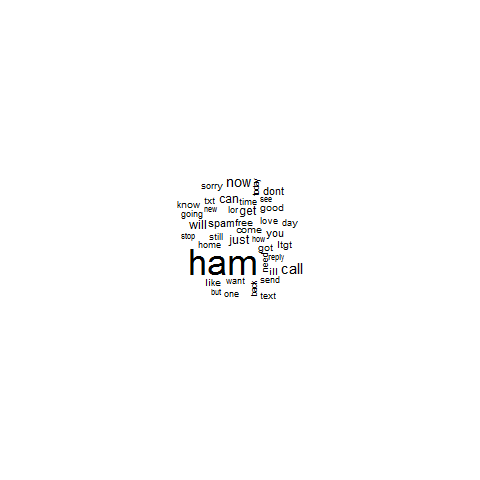 sorry now today dont
know txt can time see
going new lor get good
will spam free love day
stop still come you
home just how
got ltgt
ham need reply
ill call
like want back send
but one text